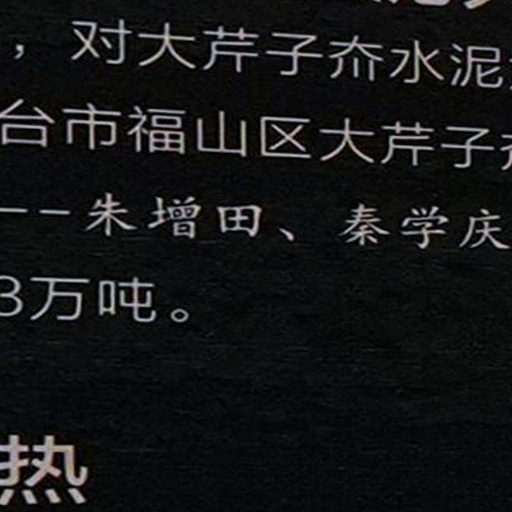 ，对大芹子夼水泥
台市福山区大芹子
--朱增田、秦学庆
3万吨。
热